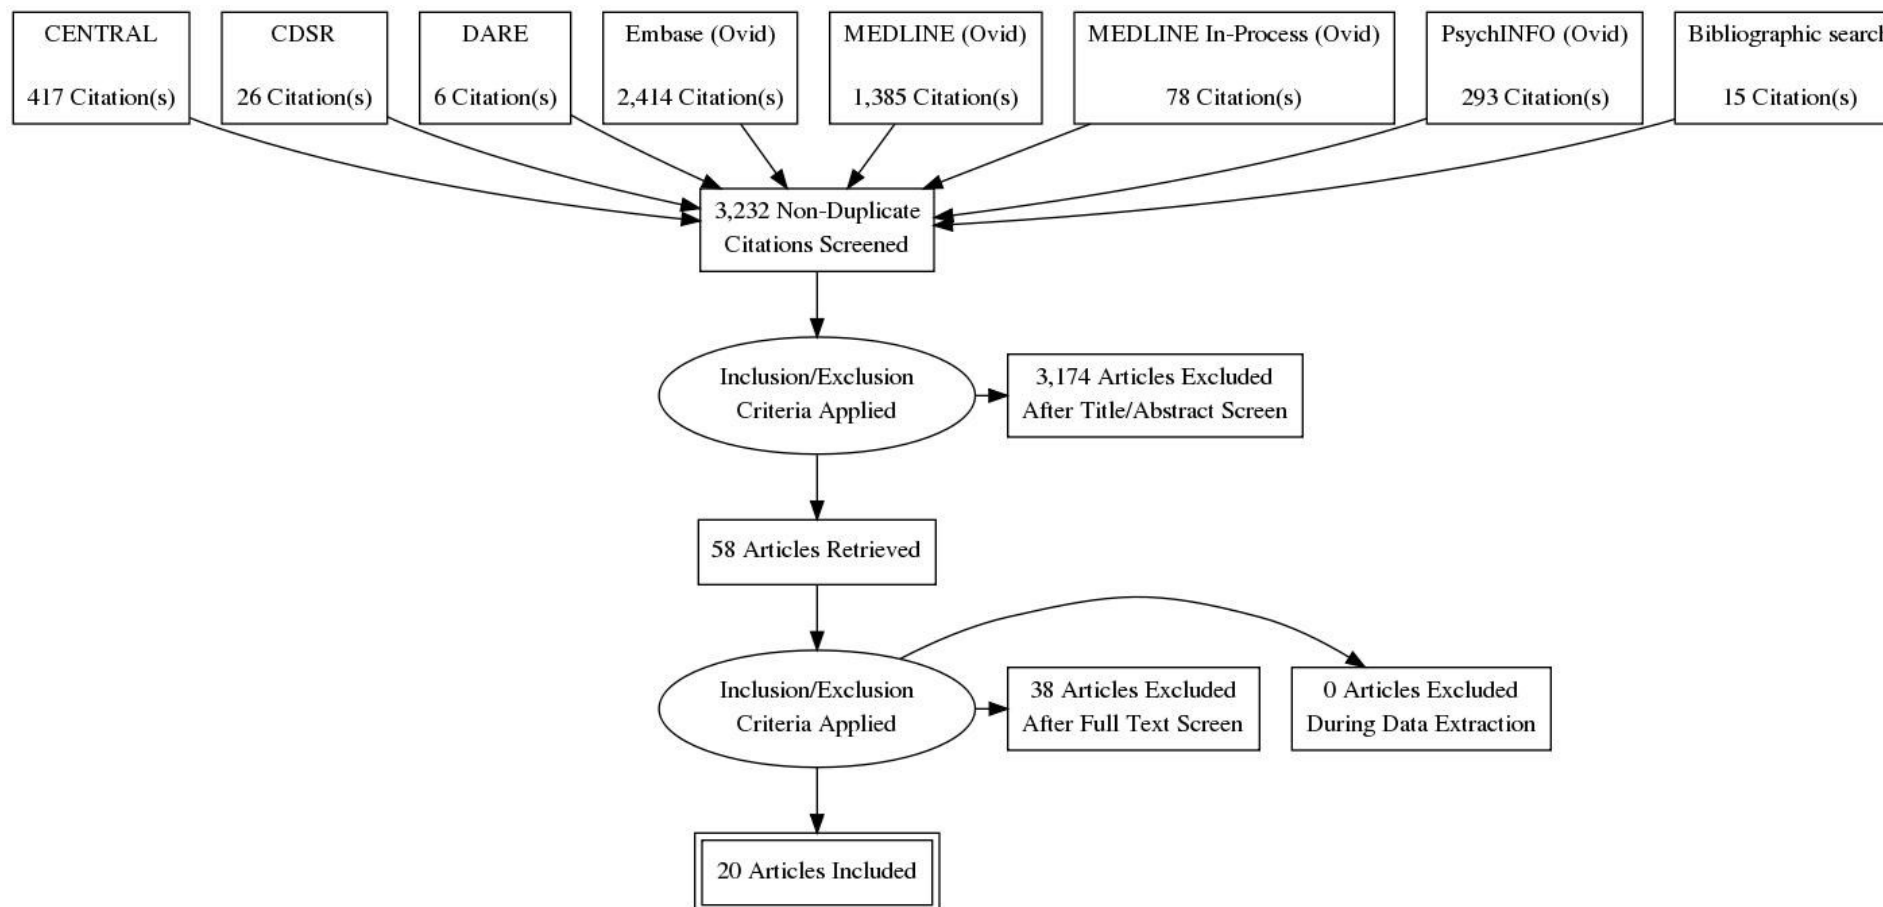 CENTRAL
417 Citation(s)
CDSR
26 Citation(s)
DARE
6 Citation(s)
Embase (Ovid)
2,414 Citation(s)
MEDLINE (Ovid)
1,385 Citation(s)
MEDLINE In-Process (Ovid)
78 Citation(s)
PsychINFO (Ovid)
293 Citation(s)
Bibliographic search
15 Citation(s)
3,232 Non-Duplicate
Citations Screened
Inclusion/Exclusion
Criteria Applied
3,174 Articles Excluded
After Title/Abstract Screen
58 Articles Retrieved
Inclusion/Exclusion
Criteria Applied
38 Articles Excluded
After Full Text Screen
0 Articles Excluded
During Data Extraction
20 Articles Included